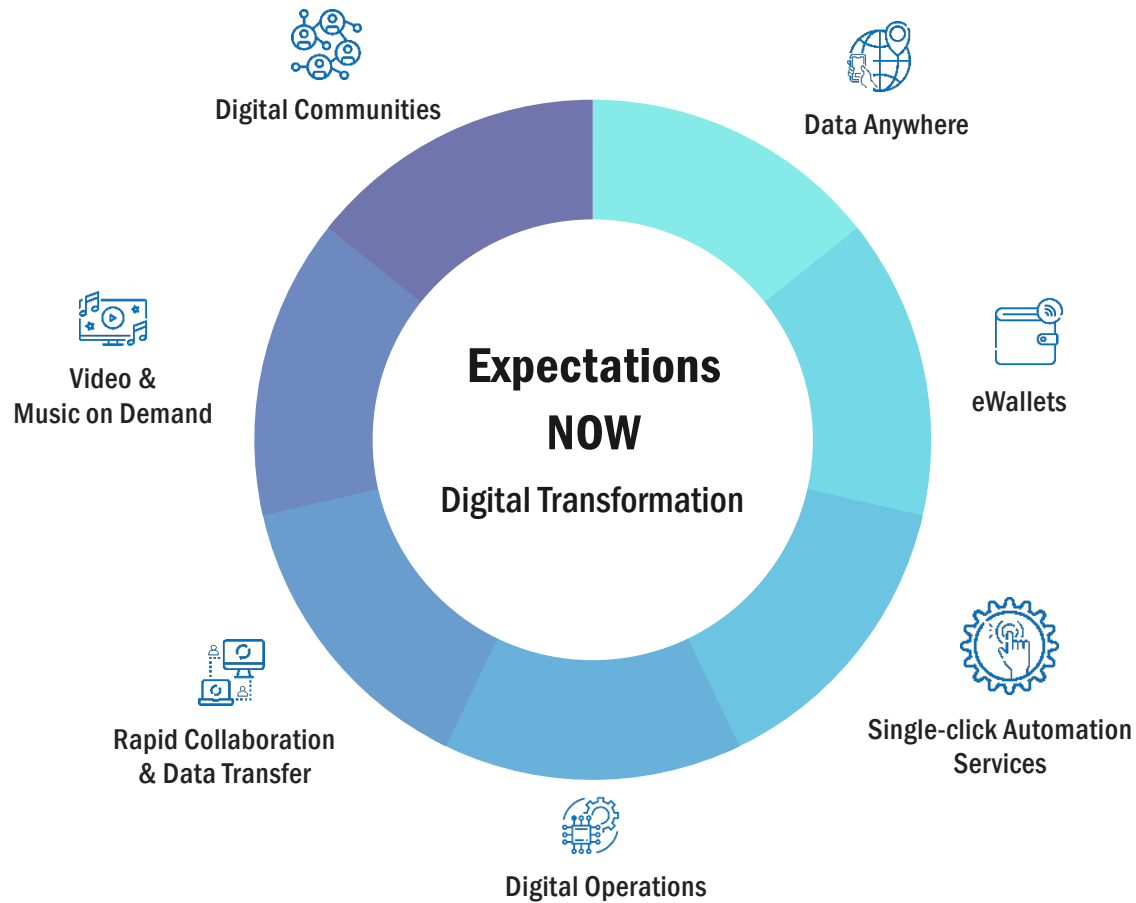 Digital Communities
Data Anywhere
Expectations
NOW
Digital Transformation
Video &
Music on Demand
eWallets
Rapid Collaboration
& Data Transfer
Single-click Automation
Services
Digital Operations